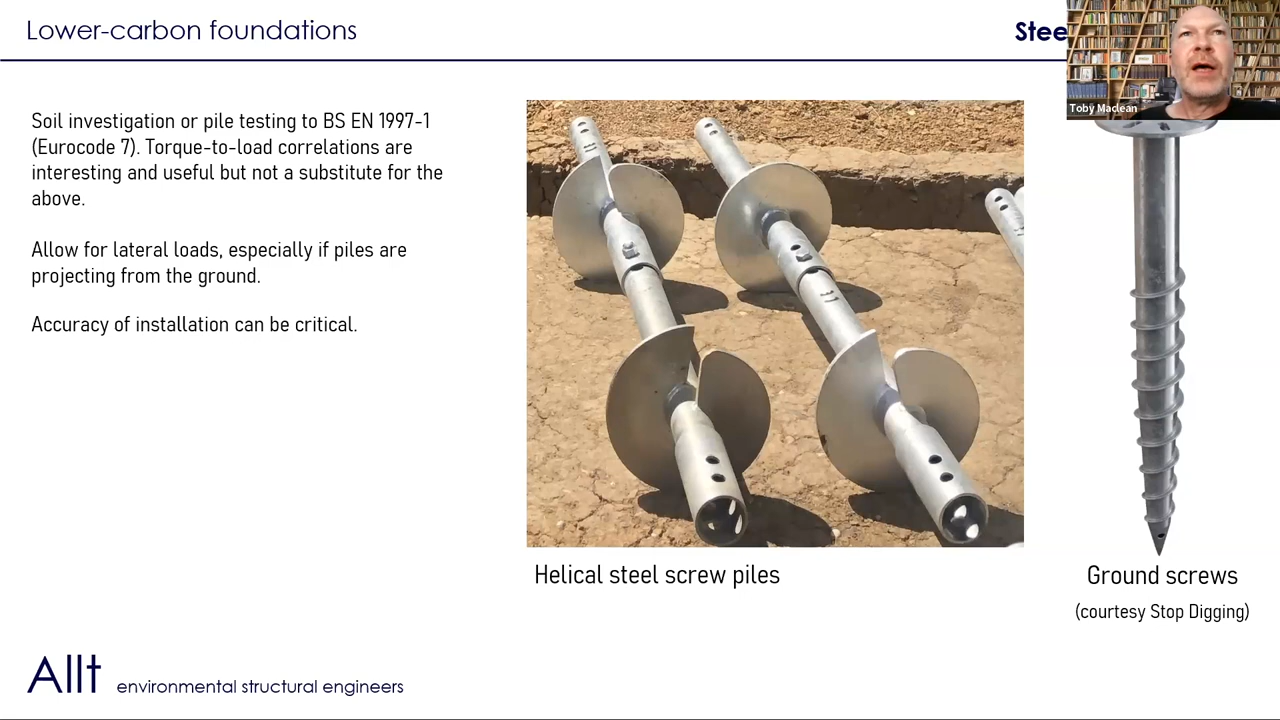 Lower-carbon foundations
Stee
Toby Maclean
Soil investigation or pile testing to BS EN 1997-1
(Eurocode 7). Torque-to-load correlations are
interesting and useful but not a substitute for the
above.
Allow for lateral loads, especially if piles are
projecting from the ground.
Accuracy of installation can be critical.
Helical steel screw piles
Ground screws
(courtesy Stop Digging)
Allt environmental structural engineers